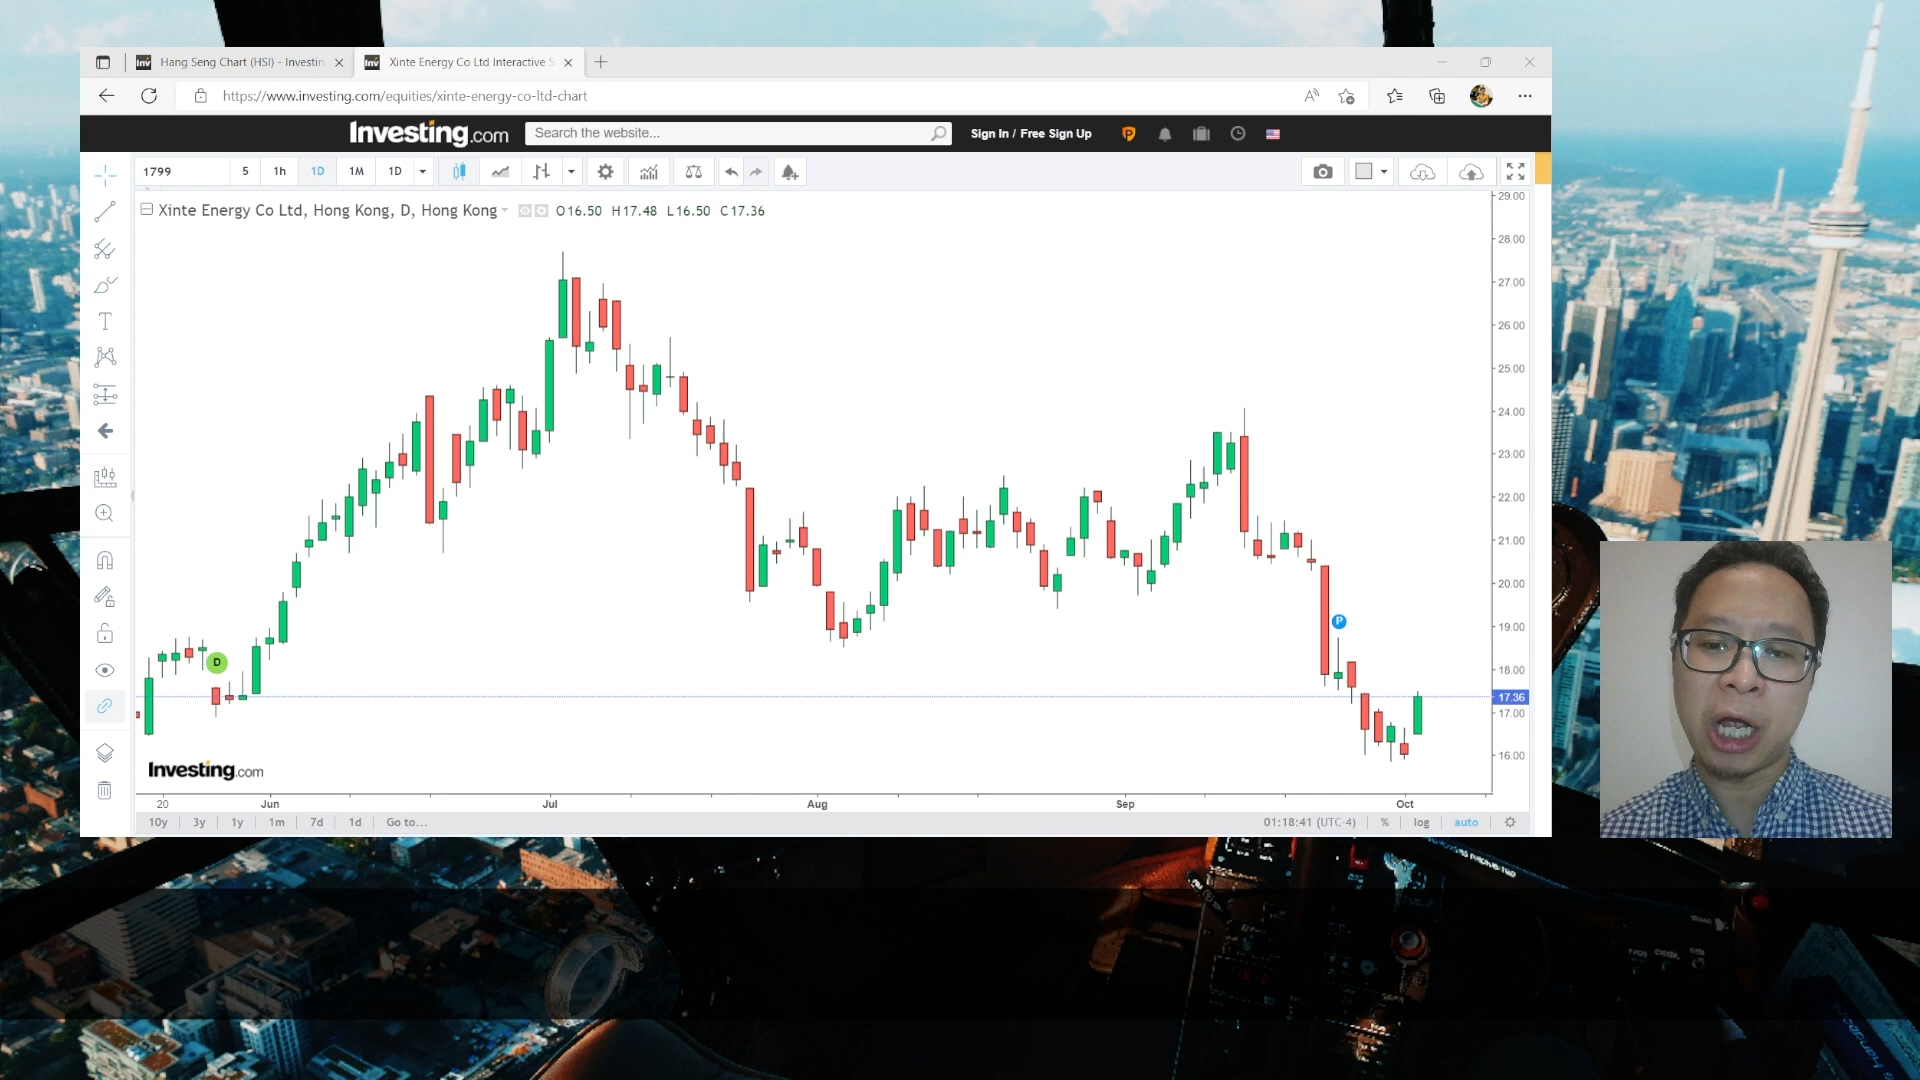 Hang Seng Chart (HSI) - Investin
Xinte Energy Co Ltd Interactive S
https://www.investing.com/equities/xinte-energy-co-ltd-chart
Investing.com
Search the website...
Sign In / Free Sign Up
1799
5
1h
1D
1M
1D
Xinte Energy Co Ltd, Hong Kong, D, Hong Kong
O16.50 H17.48 L16.50 C17.36
29.00
28.00
27.00
26.00
25.00
24.00
23.00
22.00
21.00
20.00
19.00
18.00
17.36
17.00
16.00
D
P
Investing.com
20
Jun
Jul
Aug
Sep
Oct
10y
3y
1y
1m
7d
1d
Go to...
01:18:41 (UTC-4)
%
log
auto